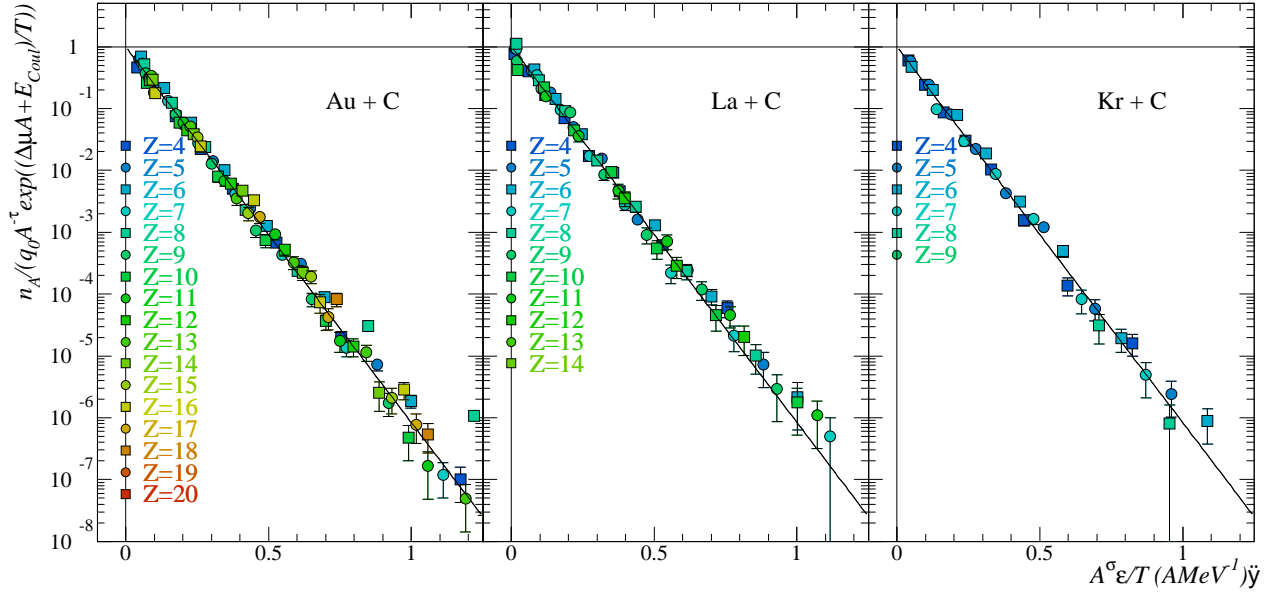 n_A/(q_0A^-τ exp((ΔμA+E_Coul)/T))
Au + C
La + C
Kr + C
1
10^-1
10^-2
10^-3
10^-4
10^-5
10^-6
10^-7
10^-8
Z=4
Z=5
Z=6
Z=7
Z=8
Z=9
Z=10
Z=11
Z=12
Z=13
Z=14
Z=15
Z=16
Z=17
Z=18
Z=19
Z=20
Z=4
Z=5
Z=6
Z=7
Z=8
Z=9
Z=10
Z=11
Z=12
Z=13
Z=14
Z=4
Z=5
Z=6
Z=7
Z=8
Z=9
0 0.5 1 0 0.5 1 0 0.5 1
A^σε/T (AMeV^-1)ÿ